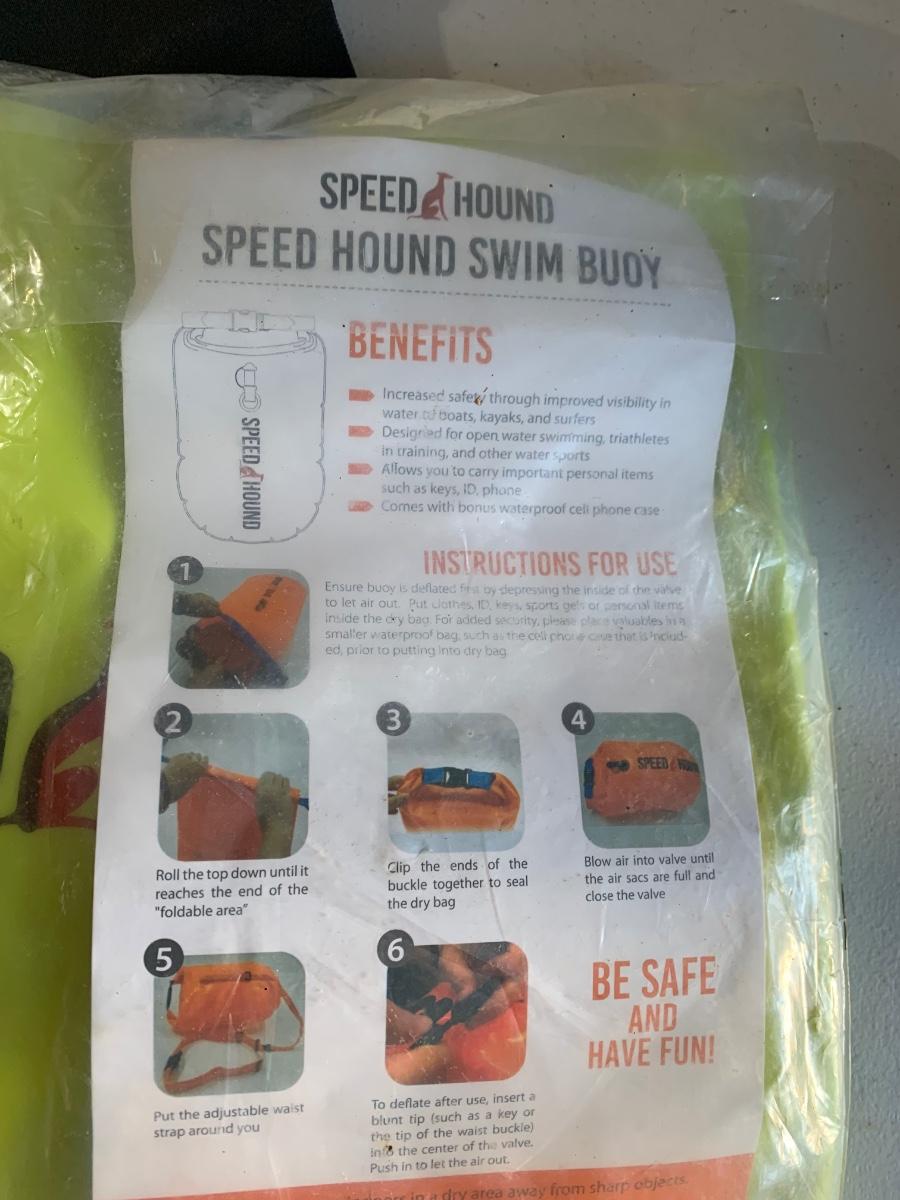 SPEED HOUND
SPEED HOUND SWIM BUOY
BENEFITS
SPEED HOUND
Increased safety through improved visibility in
water to boats, kayaks, and surfers
Designed for open water swimming, triathletes
in training, and other water sports
Allows you to carry important personal items
such as keys, ID, phone
Comes with bonus waterproof cell phone case
INSTRUCTIONS FOR USE
1
Ensure buoy is deflated first by depressing the inside of the valve
to let air out. Put clothes, ID, keys, sports gels or personal items
inside the dry bag. For added security, please place valuables in a
smaller waterproof bag, such as the cell phone case that is includ-
ed, prior to putting into dry bag
2
Roll the top down until it
reaches the end of the
"foldable area"
3
Clip the ends of the
buckle together to seal
the dry bag
4
SPEED HOUND
Blow air into valve until
the air sacs are full and
close the valve
5
Put the adjustable waist
strap around you
6
To deflate after use, insert a
blunt tip (such as a key or
the tip of the waist buckle)
into the center of the valve.
Push in to let the air out.
BE SAFE
AND
HAVE FUN!
in a dry area away from sharp objects.